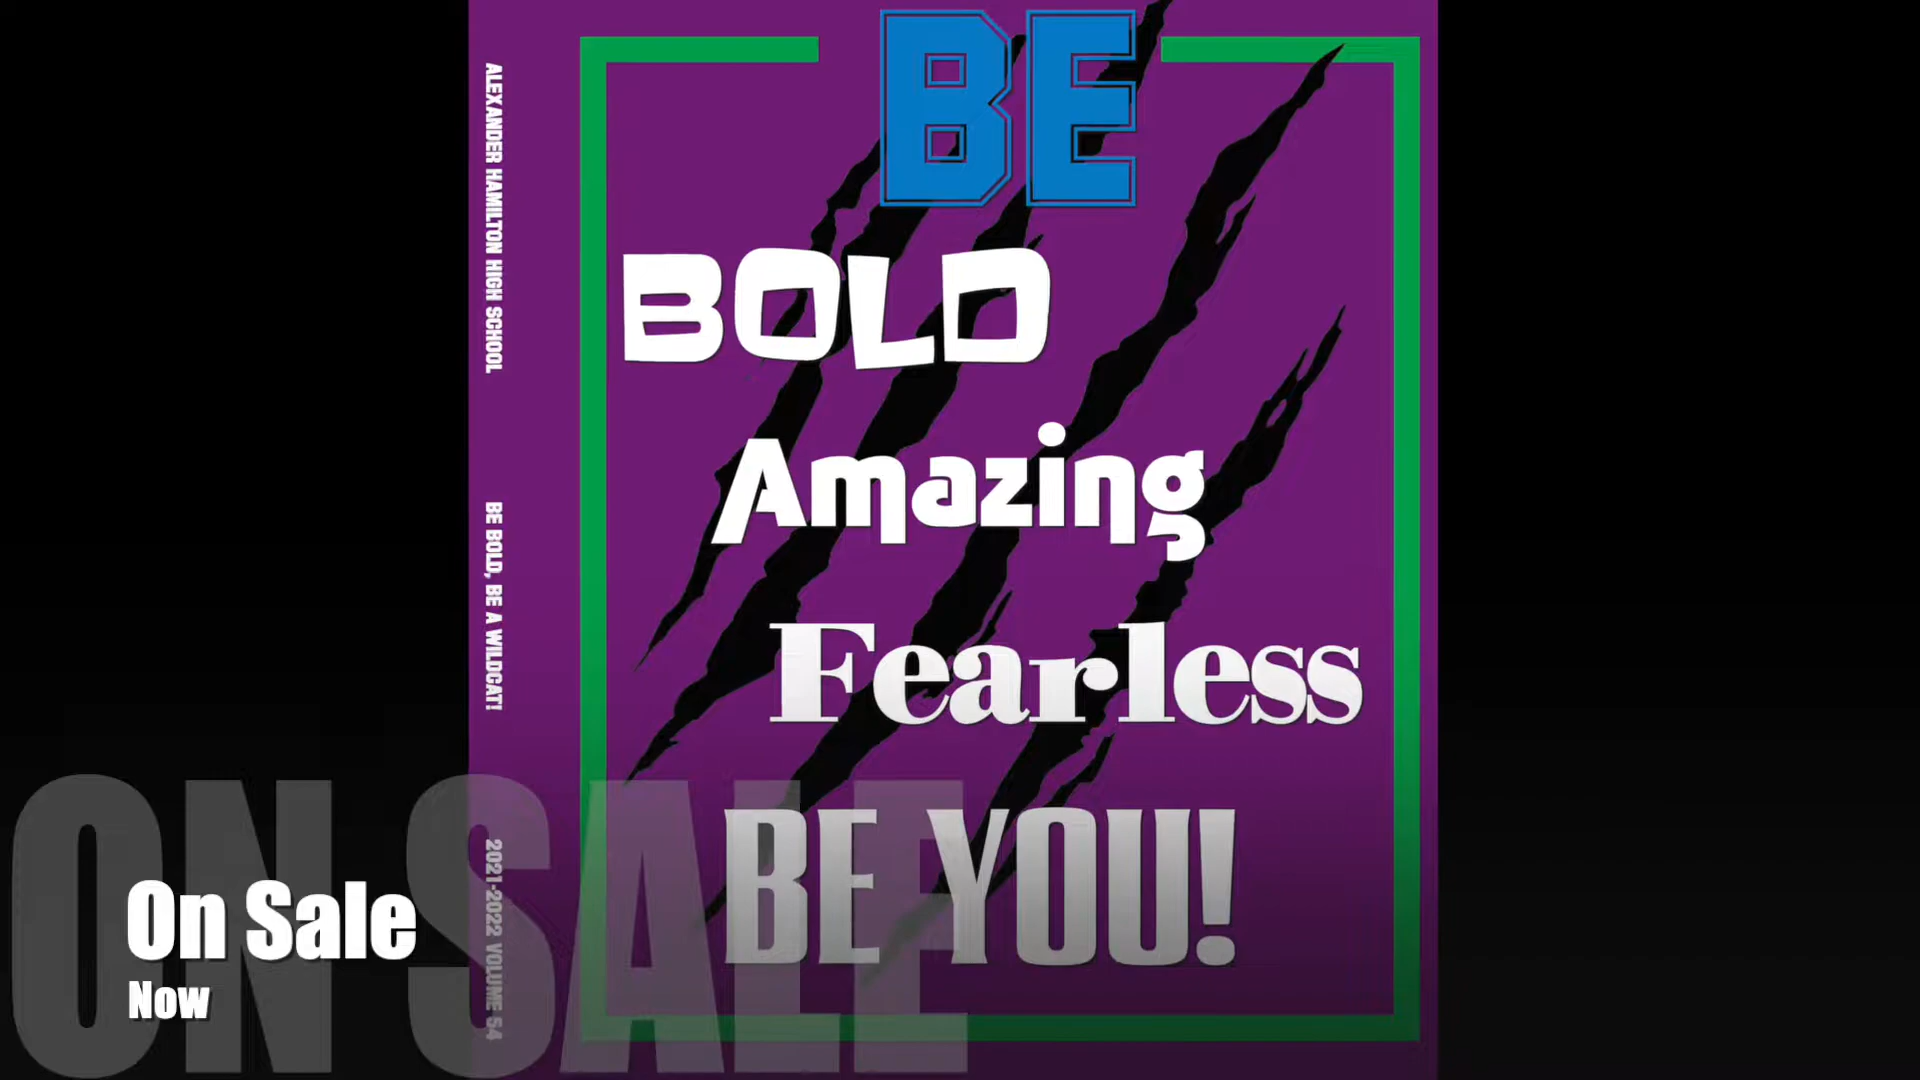 ALEXANDER HAMILTON HIGH SCHOOL
BE BOLD, BE A WILDCAT!
2021-2022 VOLUME 54
BE
BOLD
Amazing
Fearless
BE YOU!
ON SALE
On Sale
Now